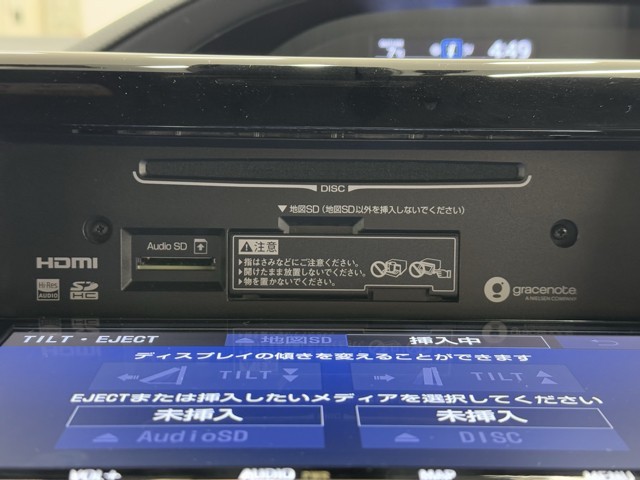 4:49
DISC
▼地図SD (地図SD以外を挿入しないでください)
Audio SD
⚠注意
▶指はさみなどにご注意ください。
▶開けたまま放置しないでください。
▶物を置かないでください。
HDMI
Hi-Res AUDIO
SD HC
gracenote
A NIELSEN COMPANY
TILT・EJECT
地図SD 挿入中
ディスプレイの傾きを変えることができます
TILT TILT
EJECTまたは挿入したいメディアを選択してください
未挿入 未挿入
AudioSD DISC
VOL+ AUDIO MAP MENU